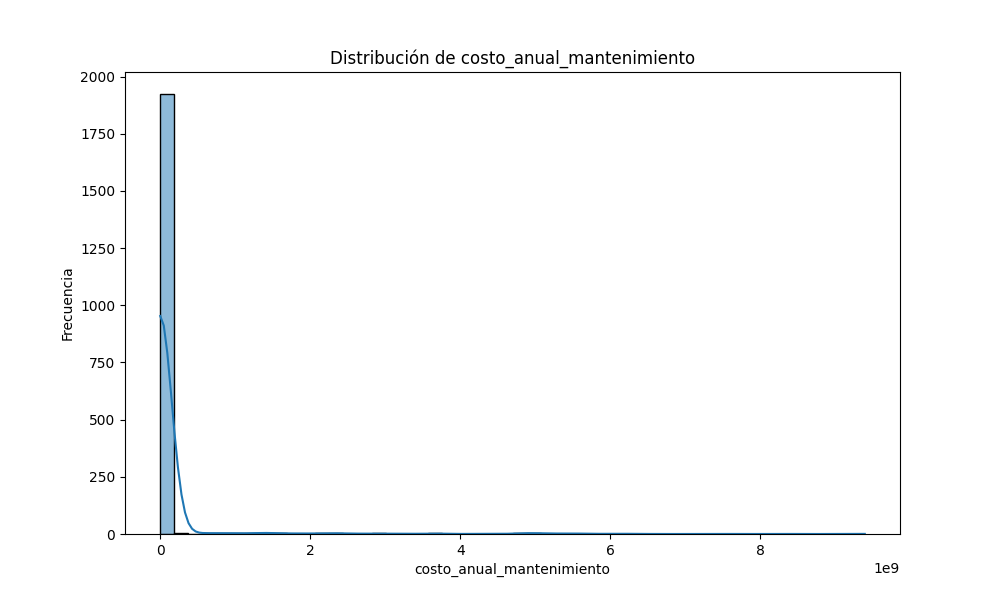 Distribución de costo_anual_mantenimiento
2000
1750
1500
1250
1000
750
500
250
0
Frecuencia
0 2 4 6 8
1e9
costo_anual_mantenimiento